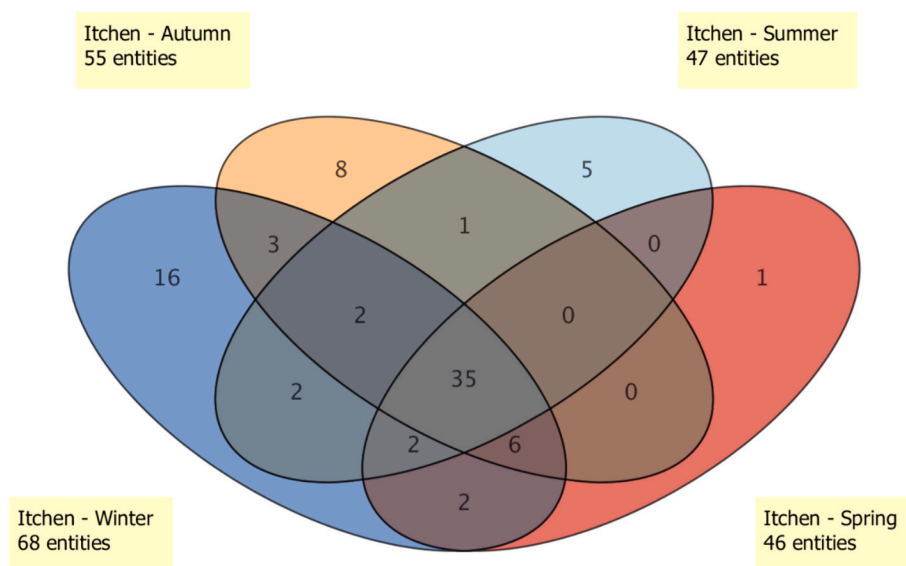 Itchen - Autumn
55 entities
Itchen - Summer
47 entities
8
5
1
3
0
16
1
2
0
35
2
0
2
6
2
Itchen - Winter
68 entities
Itchen - Spring
46 entities